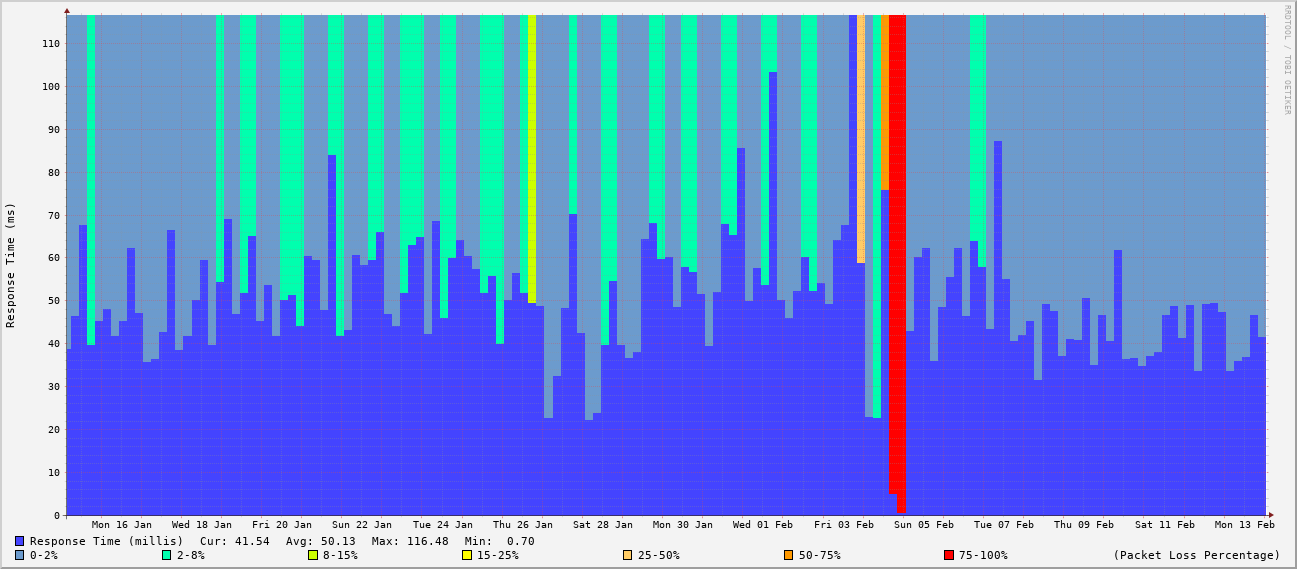 RRDTOOL / TOBI OETIKER
Response Time (ms)
110
100
90
80
70
60
50
40
30
20
10
0
Mon 16 Jan Wed 18 Jan Fri 20 Jan Sun 22 Jan Tue 24 Jan Thu 26 Jan Sat 28 Jan Mon 30 Jan Wed 01 Feb Fri 03 Feb Sun 05 Feb Tue 07 Feb Thu 09 Feb Sat 11 Feb Mon 13 Feb
Response Time (millis) Cur: 41.54 Avg: 50.13 Max: 116.48 Min: 0.70
0-2% 2-8% 8-15% 15-25% 25-50% 50-75% 75-100% (Packet Loss Percentage)